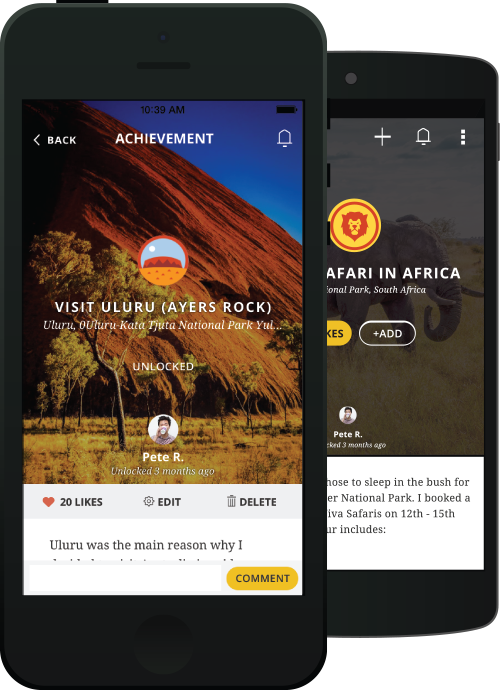 10:39 AM
BACK
ACHIEVEMENT
VISIT ULURU (AYERS ROCK)
Uluru, 0Uluru-Kata Tjuta National Park Yul...
UNLOCKED
Pete R.
Unlocked 3 months ago
20 LIKES
EDIT
DELETE
Uluru was the main reason why I
COMMENT
AFARI IN AFRICA
ional Park, South Africa
KES
+ADD
Pete R.
cked 3 months ago
hose to sleep in the bush for
er National Park. I booked a
iva Safaris on 12th - 15th
ur includes: